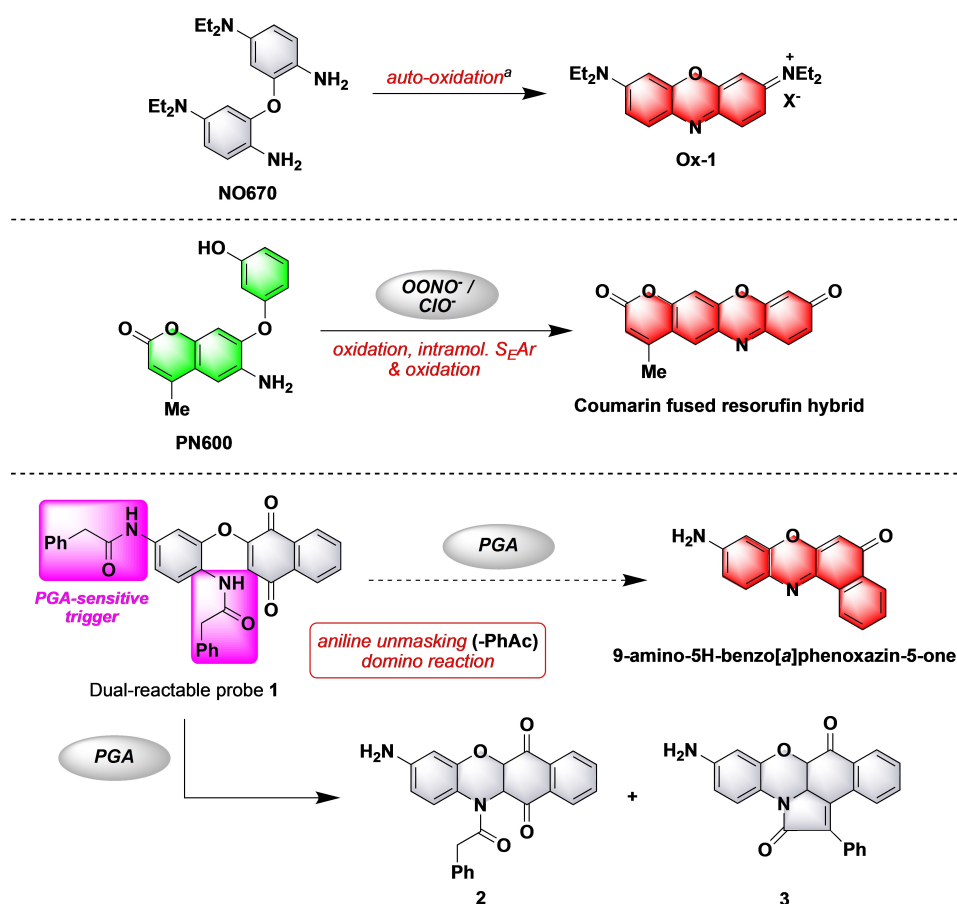 Et₂N
NH₂
O
Et₂N
NH₂
NO670
auto-oxidationᵃ
Et₂N
O
N
+
NEt₂
X⁻
Ox-1
HO
O
O
O
NH₂
Me
PN600
OONO⁻ /
ClO⁻
oxidation, intramol. SEAr
& oxidation
O
O
O
O
N
Me
Coumarin fused resorufin hybrid
Ph
O
H
N
O
O
O
NH
O
Ph
PGA-sensitive
trigger
Dual-reactable probe 1
PGA
aniline unmasking (-PhAc)
domino reaction
H₂N
O
O
N
9-amino-5H-benzo[a]phenoxazin-5-one
PGA
H₂N
O
O
N
O
O
Ph
2
+
H₂N
O
O
N
O
Ph
3